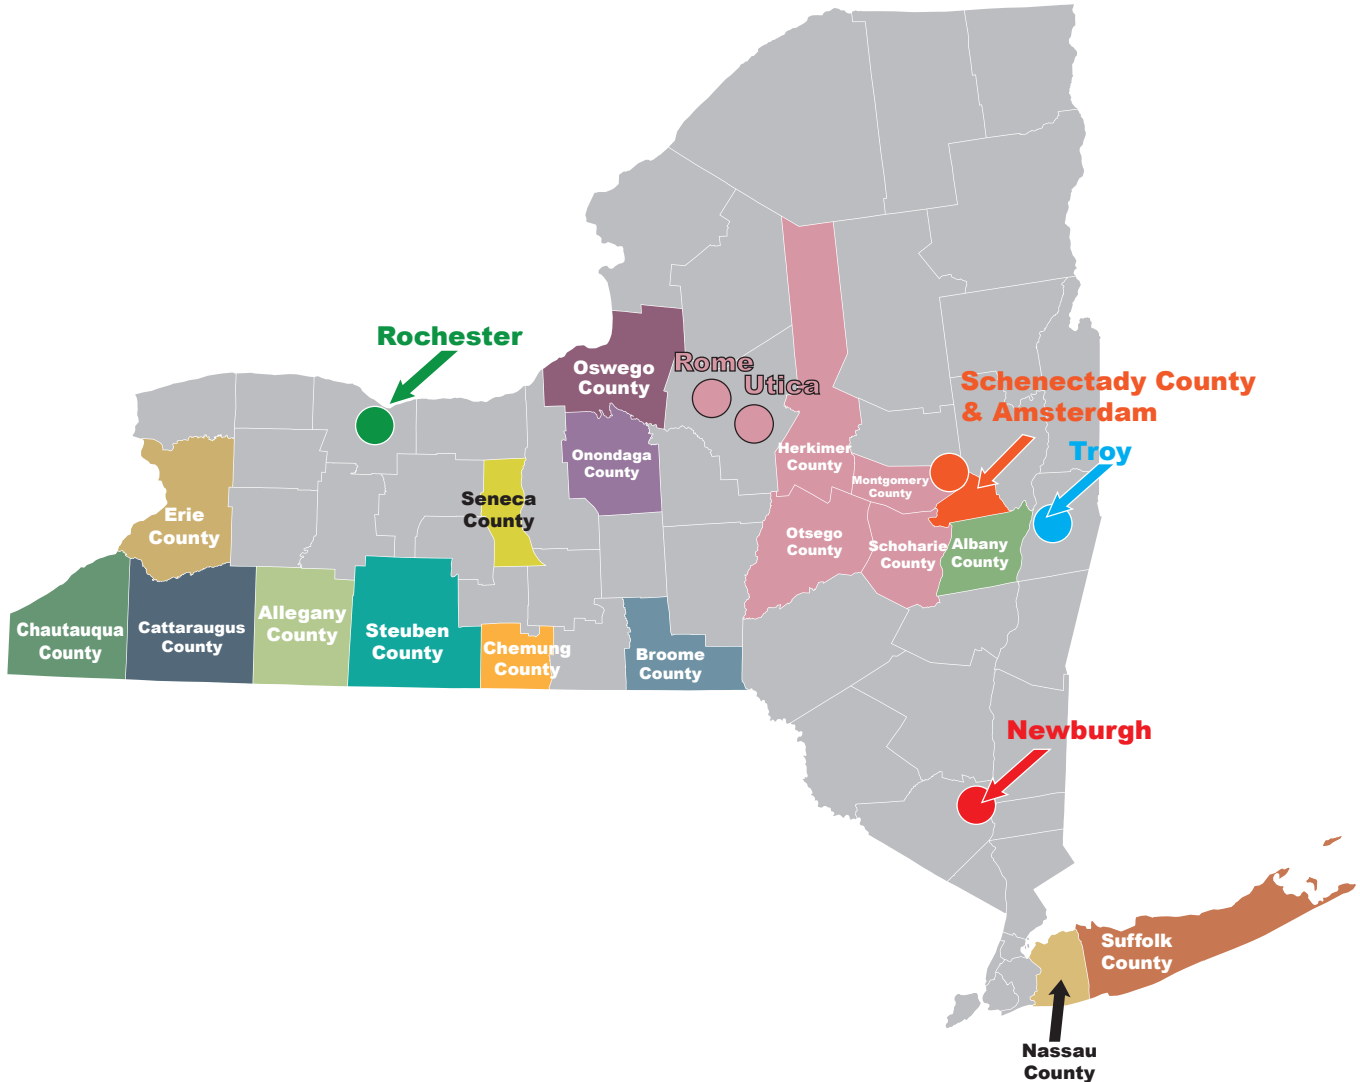 Rochester
Oswego
County
Rome
Utica
Schenectady County
& Amsterdam
Troy
Herkimer
County
Onondaga
County
Montgomery
County
Seneca
County
Erie
County
Otsego
County
Schoharie
County
Albany
County
Chautauqua
County
Cattaraugus
County
Allegany
County
Steuben
County
Chemung
County
Broome
County
Newburgh
Suffolk
County
Nassau
County